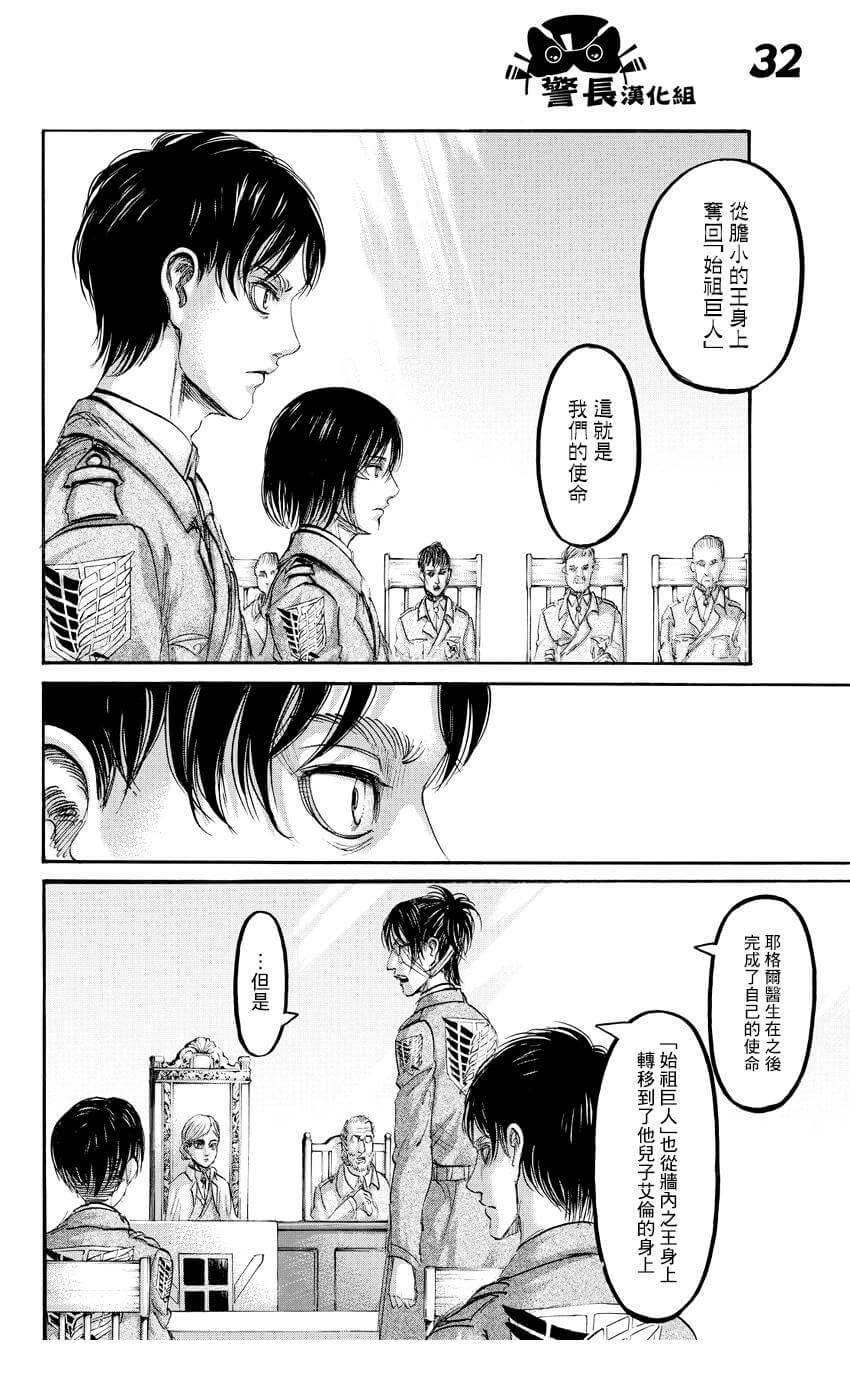 警長漢化組
32
從膽小的王身上
奪回「始祖巨人」
這就是
我們的使命
耶格爾醫生在之後
完成了自己的使命
「始祖巨人」也從牆內之王身上
轉移到了他兒子艾倫的身上
…但是